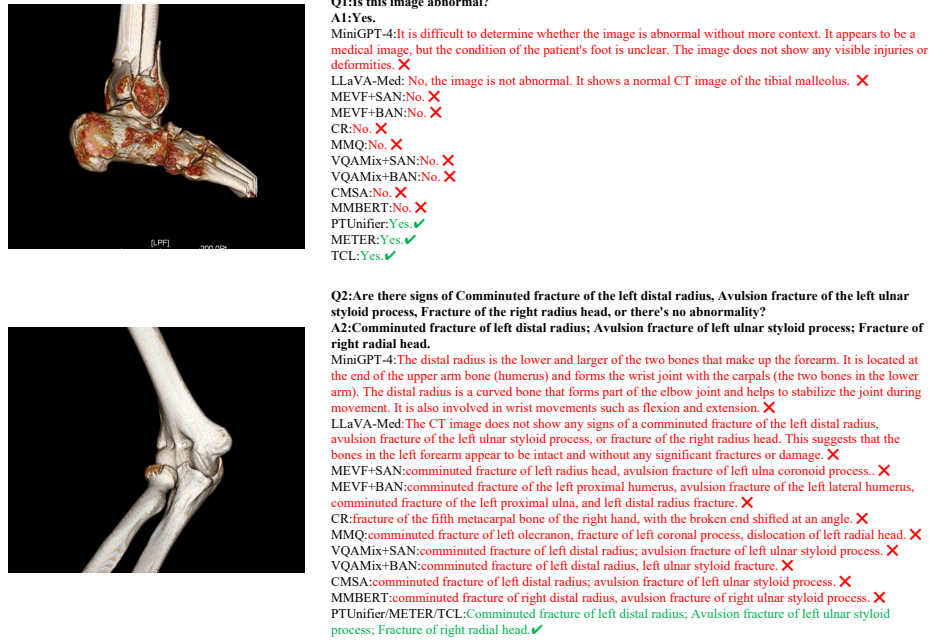 Q1:Is this image abnormal?
A1:Yes.
MiniGPT-4:It is difficult to determine whether the image is abnormal without more context. It appears to be a
medical image, but the condition of the patient's foot is unclear. The image does not show any visible injuries or
deformities. ❌
LLaVA-Med: No, the image is not abnormal. It shows a normal CT image of the tibial malleolus. ❌
MEVF+SAN:No. ❌
MEVF+BAN:No. ❌
CR:No. ❌
MMQ:No. ❌
VQAMix+SAN:No. ❌
VQAMix+BAN:No. ❌
CMSA:No. ❌
MMBERT:No. ❌
PTUnifier:Yes.✔
METER:Yes.✔
TCL:Yes.✔
[LPF]
Q2:Are there signs of Comminuted fracture of the left distal radius, Avulsion fracture of the left ulnar
styloid process, Fracture of the right radius head, or there's no abnormality?
A2:Comminuted fracture of left distal radius; Avulsion fracture of left ulnar styloid process; Fracture of
right radial head.
MiniGPT-4:The distal radius is the lower and larger of the two bones that make up the forearm. It is located at
the end of the upper arm bone (humerus) and forms the wrist joint with the carpals (the two bones in the lower
arm). The distal radius is a curved bone that forms part of the elbow joint and helps to stabilize the joint during
movement. It is also involved in wrist movements such as flexion and extension. ❌
LLaVA-Med:The CT image does not show any signs of a comminuted fracture of the left distal radius,
avulsion fracture of the left ulnar styloid process, or fracture of the right radius head. This suggests that the
bones in the left forearm appear to be intact and without any significant fractures or damage. ❌
MEVF+SAN:comminuted fracture of left radius head, avulsion fracture of left ulna coronoid process.. ❌
MEVF+BAN:comminuted fracture of the left proximal humerus, avulsion fracture of the left lateral humerus,
comminuted fracture of the left proximal ulna, and left distal radius fracture. ❌
CR:fracture of the fifth metacarpal bone of the right hand, with the broken end shifted at an angle. ❌
MMQ:comminuted fracture of left olecranon, fracture of left coronal process, dislocation of left radial head. ❌
VQAMix+SAN:comminuted fracture of left distal radius; avulsion fracture of left ulnar styloid process. ❌
VQAMix+BAN:comminuted fracture of left distal radius, left ulnar styloid fracture. ❌
CMSA:comminuted fracture of left distal radius; avulsion fracture of left ulnar styloid process. ❌
MMBERT:comminuted fracture of right distal radius, avulsion fracture of right ulnar styloid process. ❌
PTUnifier/METER/TCL:Comminuted fracture of left distal radius; Avulsion fracture of left ulnar styloid
process; Fracture of right radial head.✔